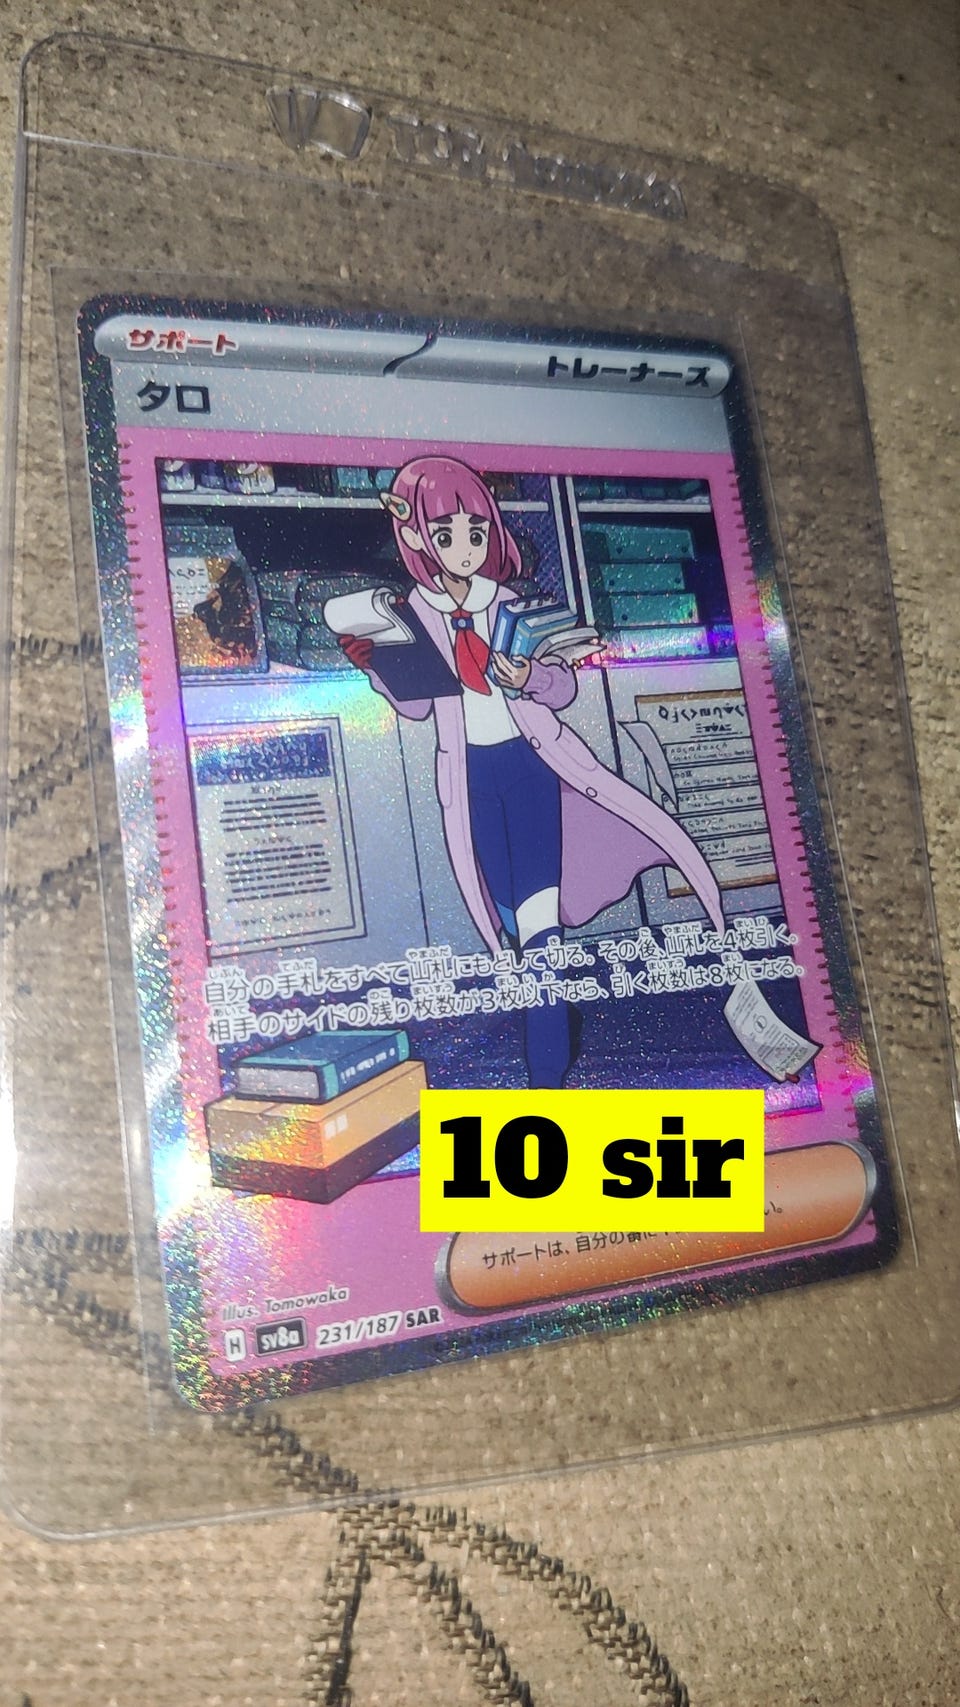 サポート
トレーナーズ
タロ
自分の手札をすべて山札にもどして切る。その後、山札を4枚引く。
相手のサイドの残り枚数が3枚以下なら、引く枚数は8枚になる。
10 sir
サポートは、自分の番に
Illus. Tomowaka
H sv8a 231/187 SAR